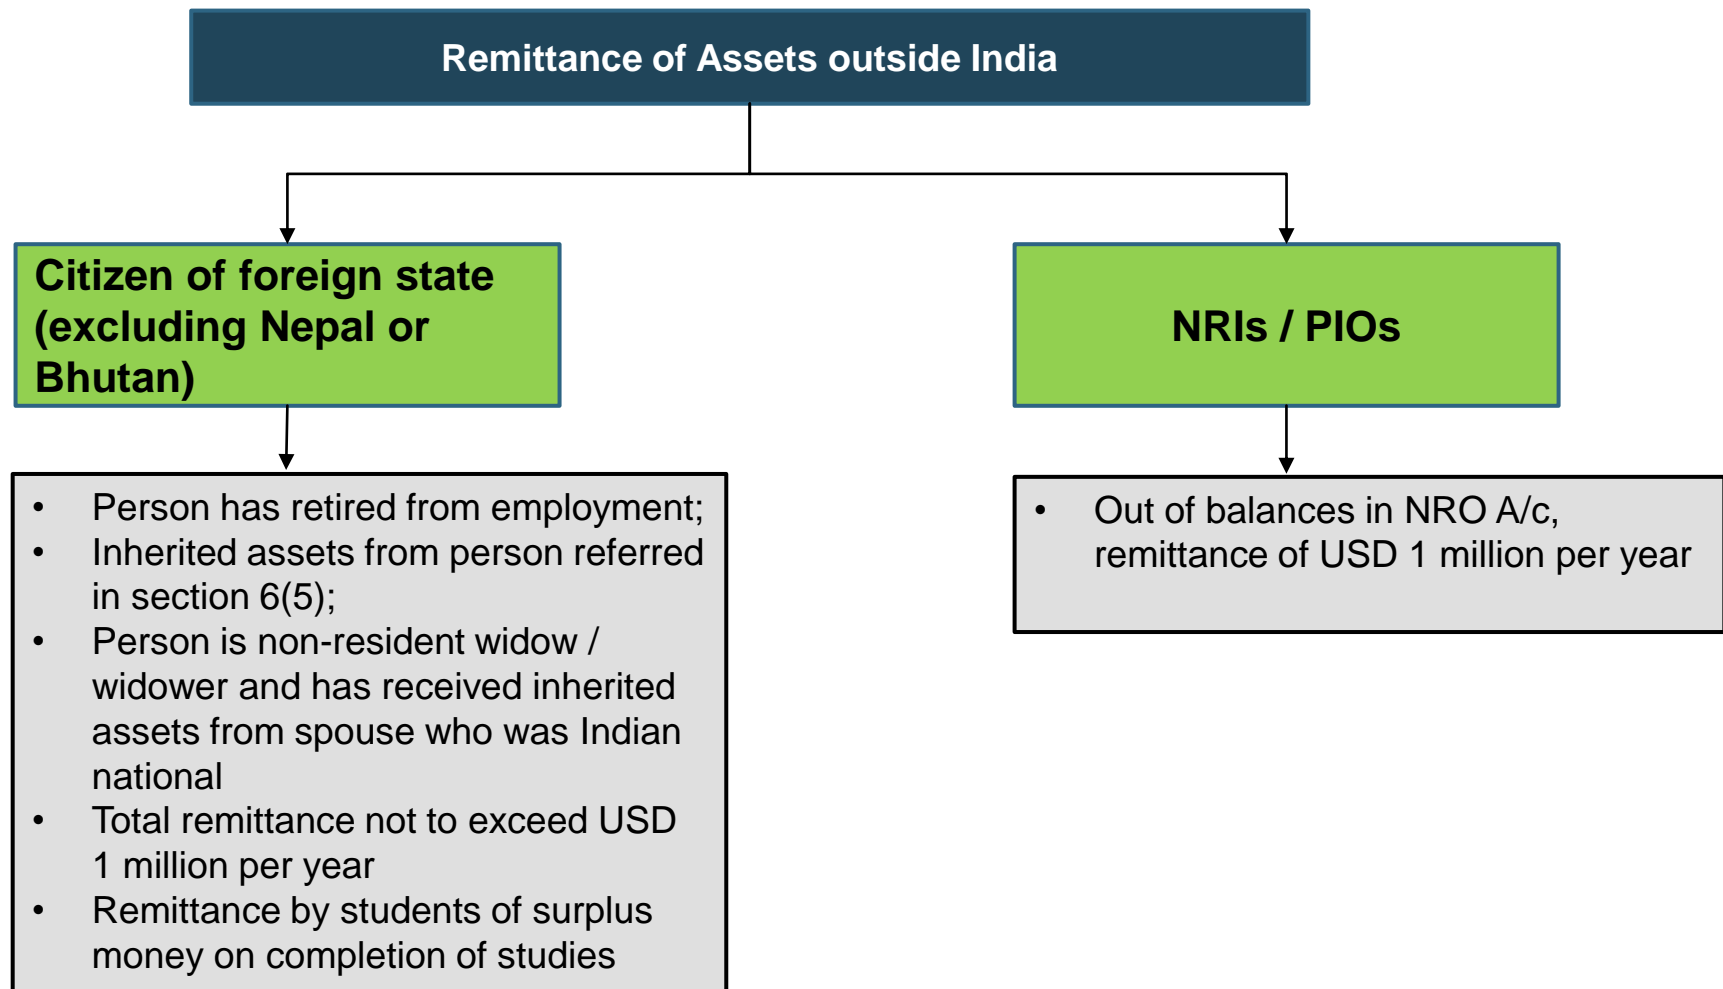 Remittance of Assets outside India
Citizen of foreign state
(excluding Nepal or
Bhutan)
NRIs / PIOs
• Person has retired from employment;
• Inherited assets from person referred
in section 6(5);
• Person is non-resident widow /
widower and has received inherited
assets from spouse who was Indian
national
• Total remittance not to exceed USD
1 million per year
• Remittance by students of surplus
money on completion of studies
• Out of balances in NRO A/c,
remittance of USD 1 million per year